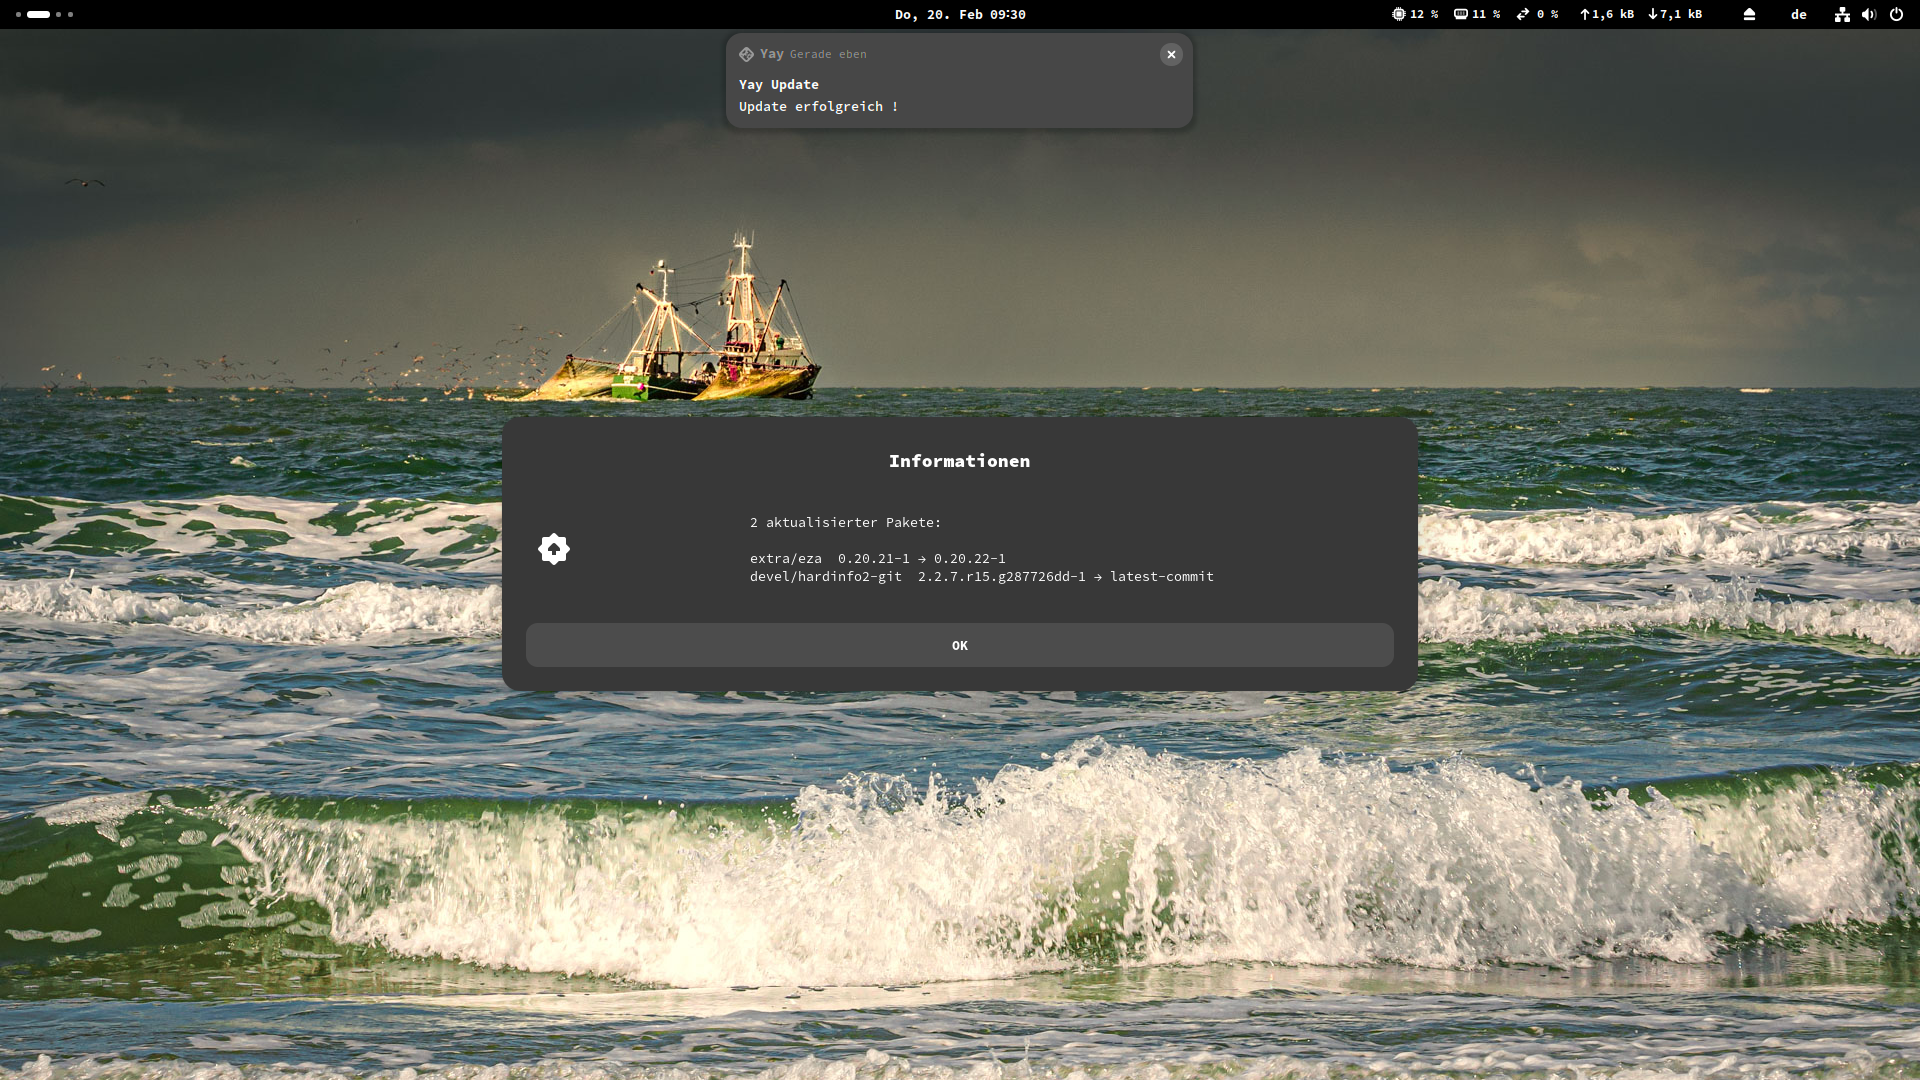 Do, 20. Feb 09:30
12 %
11 %
0 %
↑1,6 kB
↓7,1 kB
de
Yay Gerade eben
Yay Update
Update erfolgreich !
Informationen
2 aktualisierter Pakete:
extra/eza 0.20.21-1 → 0.20.22-1
devel/hardinfo2-git 2.2.7.r15.g287726dd-1 → latest-commit
OK